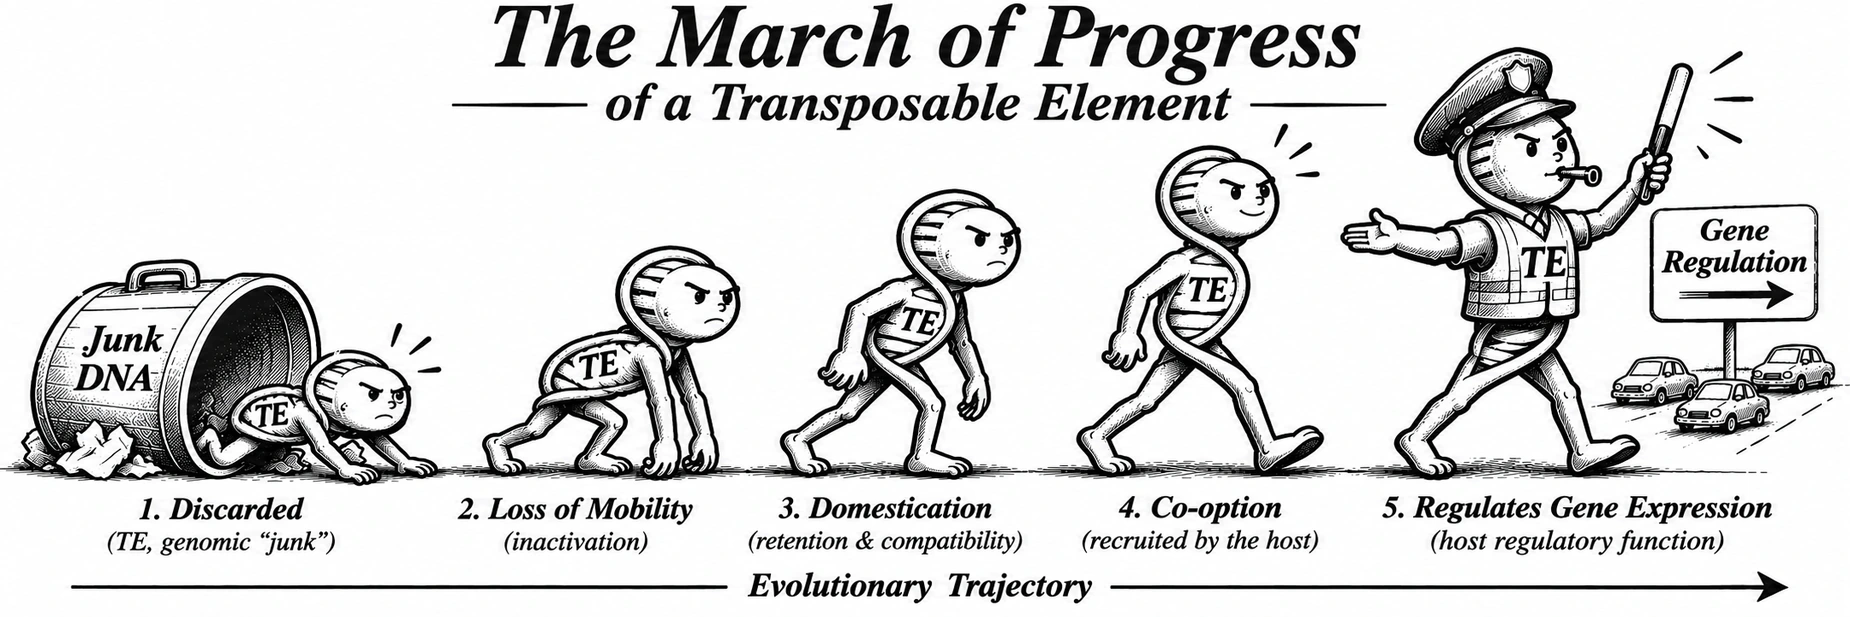 The March of Progress
of a Transposable Element
Junk
DNA
TE
TE
TE
TE
TE
Gene
Regulation
1. Discarded
(TE, genomic “junk”)
2. Loss of Mobility
(inactivation)
3. Domestication
(retention & compatibility)
4. Co-option
(recruited by the host)
5. Regulates Gene Expression
(host regulatory function)
Evolutionary Trajectory